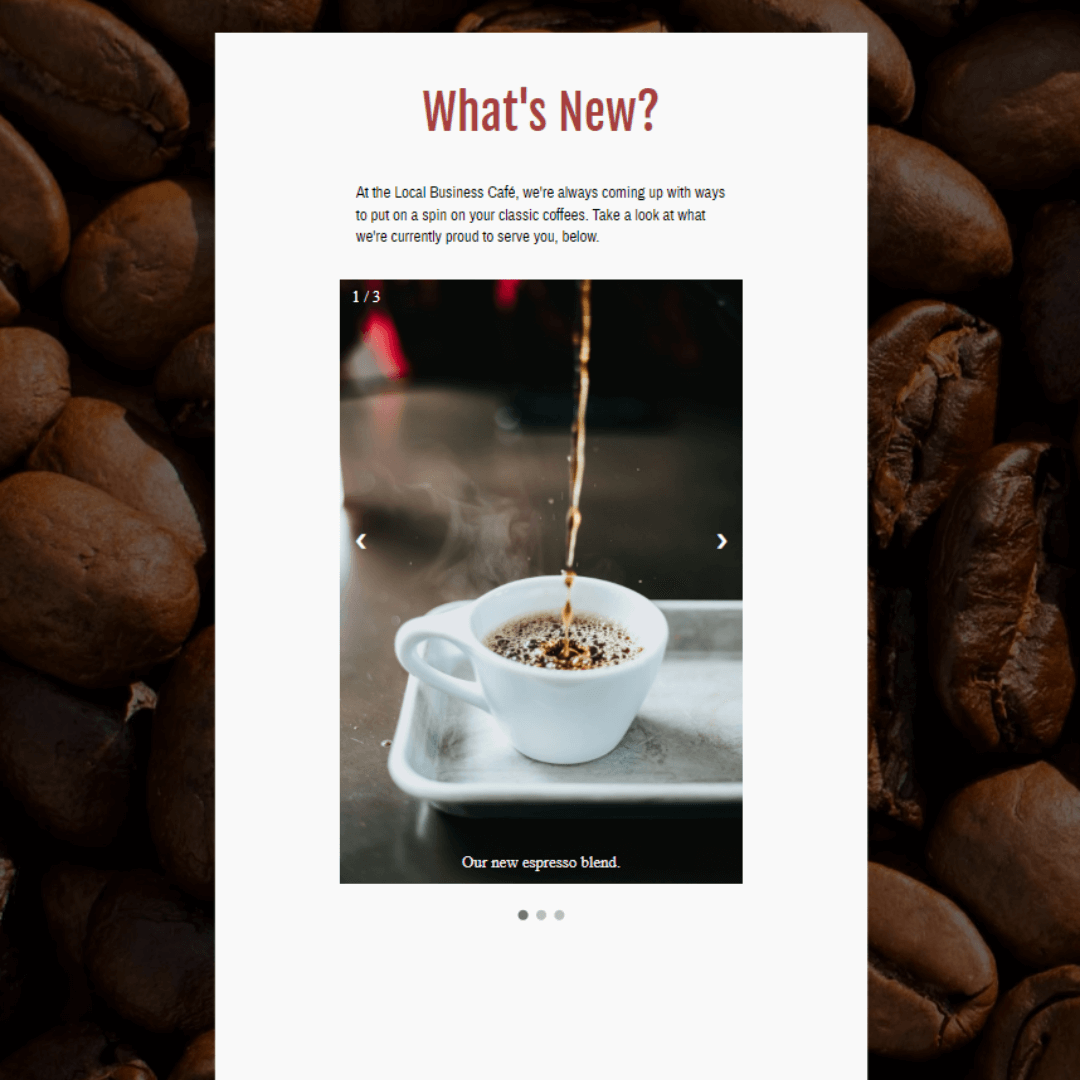 What's New?
At the Local Business Café, we're always coming up with ways
to put on a spin on your classic coffees. Take a look at what
we're currently proud to serve you, below.
1 / 3
❮ ❯
Our new espresso blend.